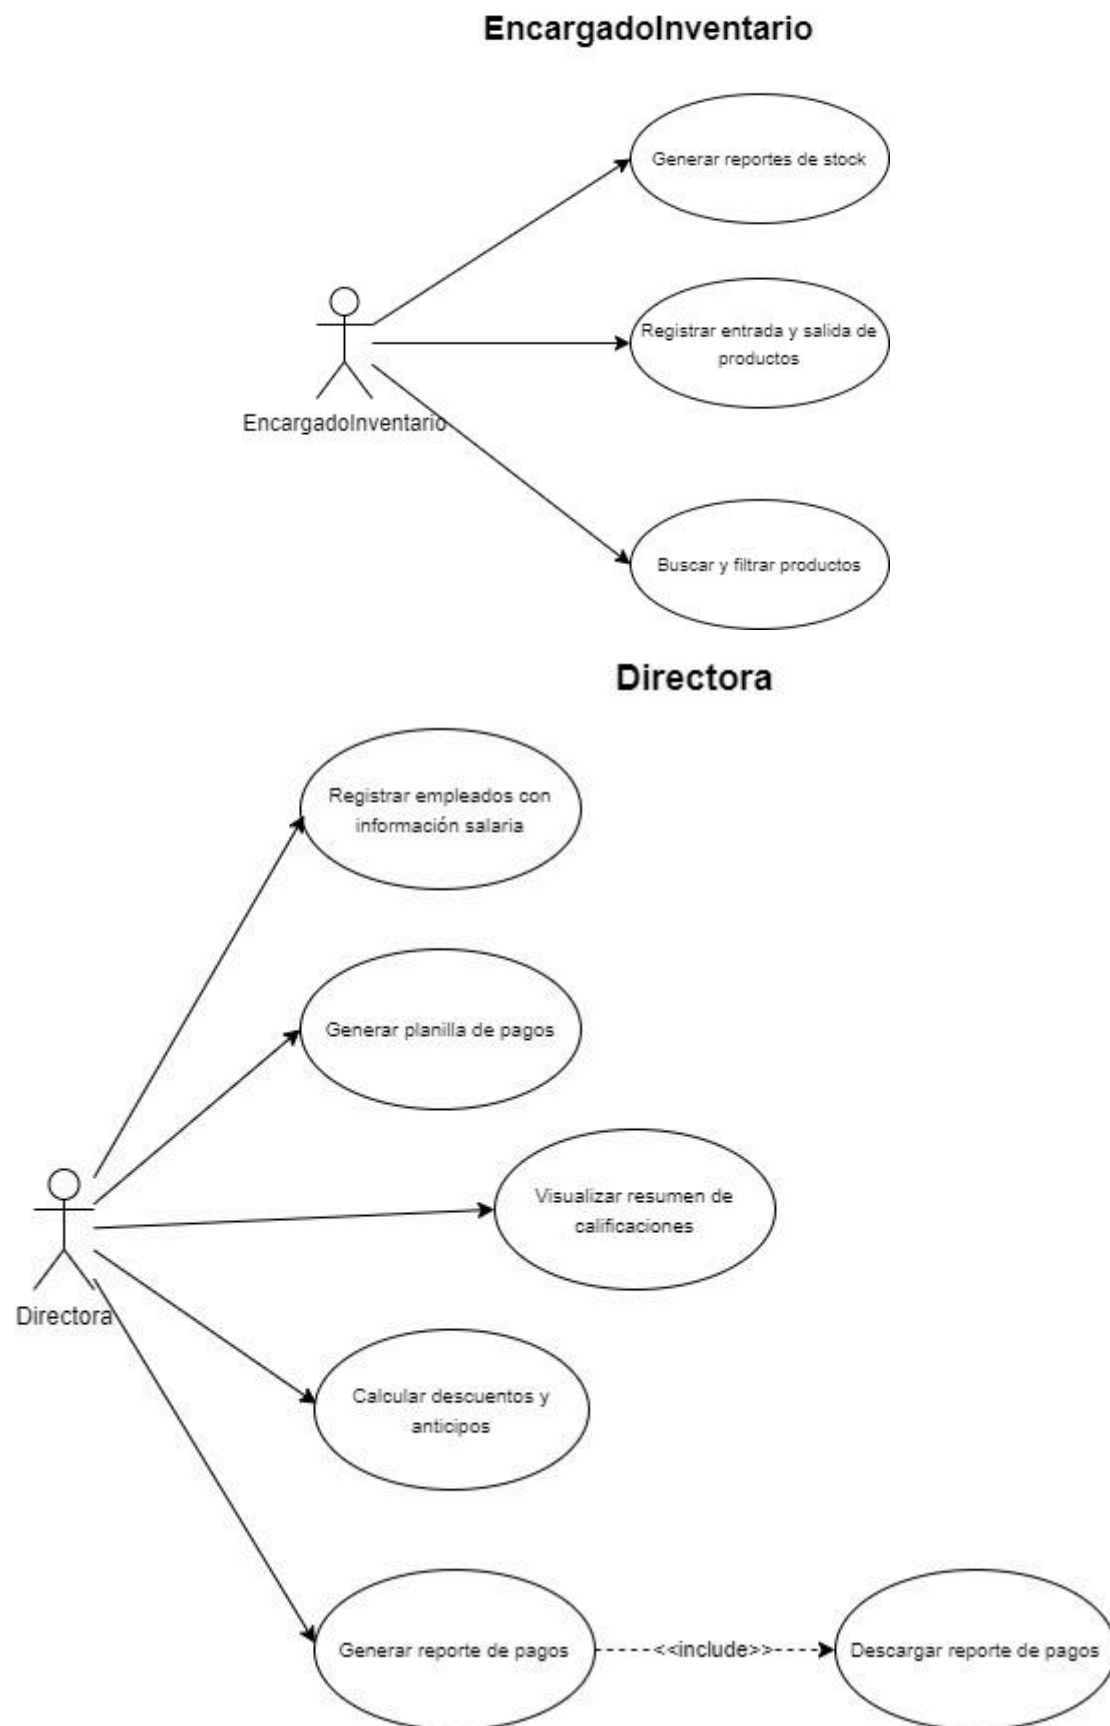 EncargadoInventario
Generar reportes de stock
Registrar entrada y salida de
productos
EncargadoInventario
Buscar y filtrar productos
Directora
Registrar empleados con
información salaria
Generar planilla de pagos
Visualizar resumen de
calificaciones
Directora
Calcular descuentos y
anticipos
Generar reporte de pagos
<<include>>
Descargar reporte de pagos